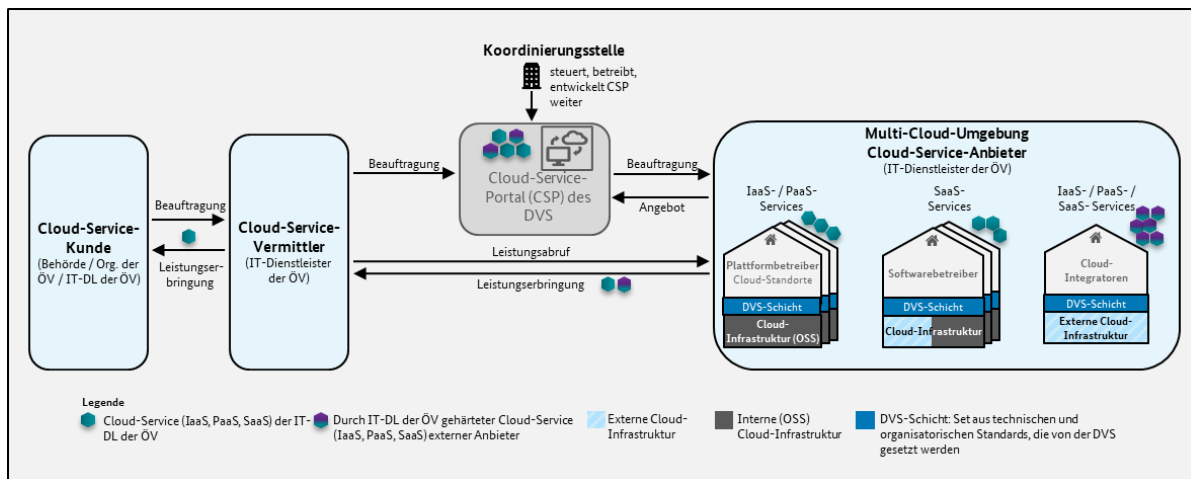 Koordinierungsstelle
steuert, betreibt,
entwickelt CSP
weiter
Cloud-Service-
Kunde
(Behörde / Org. der
ÖV / IT-DL der ÖV)
Beauftragung
Leistungser-
bringung
Cloud-Service-
Vermittler
(IT-Dienstleister
der ÖV)
Beauftragung
Cloud-Service-
Portal (CSP) des
DVS
Beauftragung
Angebot
Leistungsabruf
Leistungserbringung
Multi-Cloud-Umgebung
Cloud-Service-Anbieter
(IT-Dienstleister der ÖV)
IaaS- / PaaS-
Services
Plattformbetreiber
Cloud-Standorte
DVS-Schicht
Cloud-
Infrastruktur (OSS)
SaaS-
Services
Softwarebetreiber
DVS-Schicht
Cloud-Infrastruktur
IaaS- / PaaS- /
SaaS- Services
Cloud-
Integratoren
DVS-Schicht
Externe Cloud-
Infrastruktur
Legende
Cloud-Service (IaaS, PaaS, SaaS) der IT-
DL der ÖV
Durch IT-DL der ÖV gehärteter Cloud-Service
(IaaS, PaaS, SaaS) externer Anbieter
Externe Cloud-
Infrastruktur
Interne (OSS)
Cloud-Infrastruktur
DVS-Schicht: Set aus technischen und
organisatorischen Standards, die von der DVS
gesetzt werden